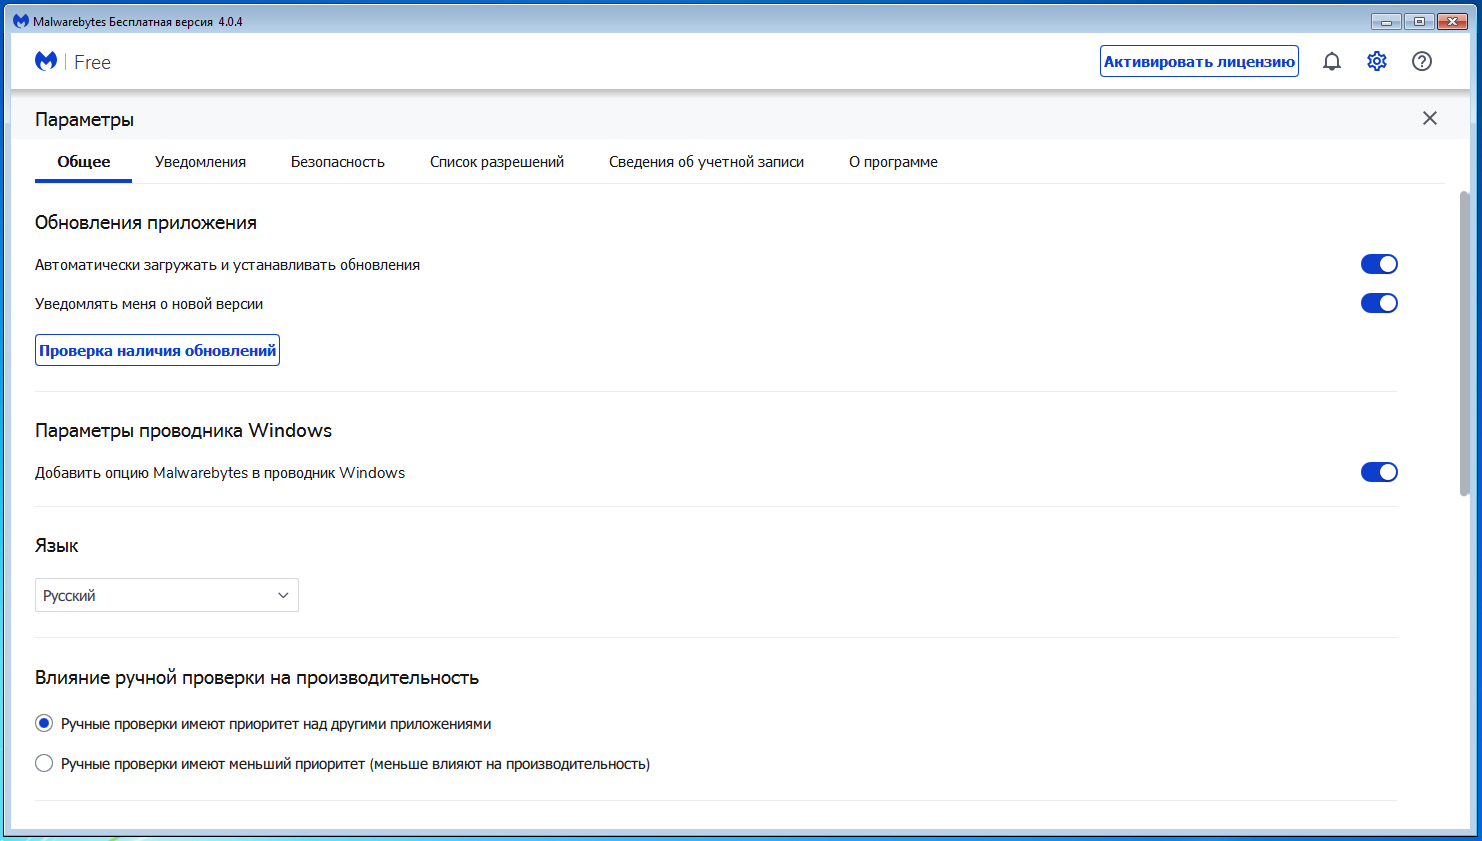 Malwarebytes Бесплатная версия 4.0.4
Free
Активировать лицензию
Параметры
Общее Уведомления Безопасность Список разрешений Сведения об учетной записи О программе
Обновления приложения
Автоматически загружать и устанавливать обновления
Уведомлять меня о новой версии
Проверка наличия обновлений
Параметры проводника Windows
Добавить опцию Malwarebytes в проводник Windows
Язык
Русский
Влияние ручной проверки на производительность
Ручные проверки имеют приоритет над другими приложениями
Ручные проверки имеют меньший приоритет (меньше влияют на производительность)